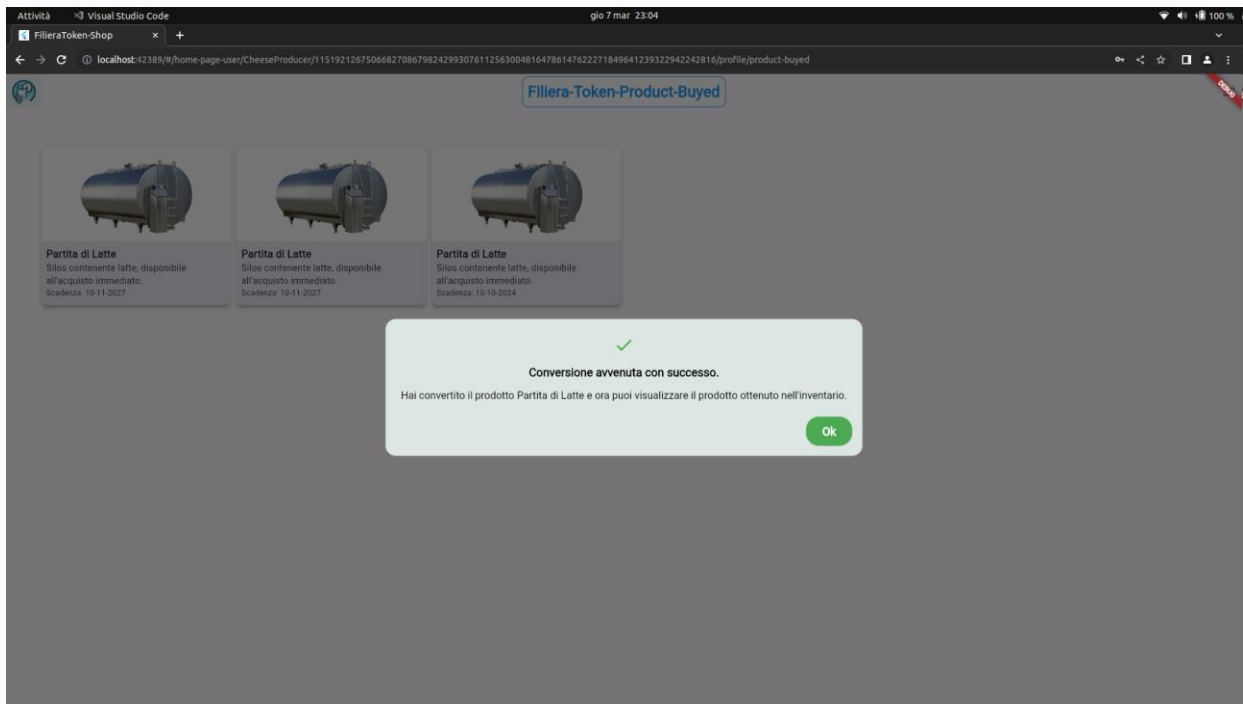 Attività Visual Studio Code gio 7 mar 23:04 100 %
FilieraToken-Shop
localhost:42389/#/home-page-user/CheeseProducer/115192126750668270867982429930761125630048164786147622271849641239322942242816/profile/product-buyed
Filiera-Token-Product-Buyed
DEBUG
Partita di Latte
Silos contenente latte, disponibile
all'acquisto immediato.
Scadenza: 10-11-2027
Partita di Latte
Silos contenente latte, disponibile
all'acquisto immediato.
Scadenza: 10-11-2027
Partita di Latte
Silos contenente latte, disponibile
all'acquisto immediato.
Scadenza: 10-10-2024
Conversione avvenuta con successo.
Hai convertito il prodotto Partita di Latte e ora puoi visualizzare il prodotto ottenuto nell'inventario.
Ok